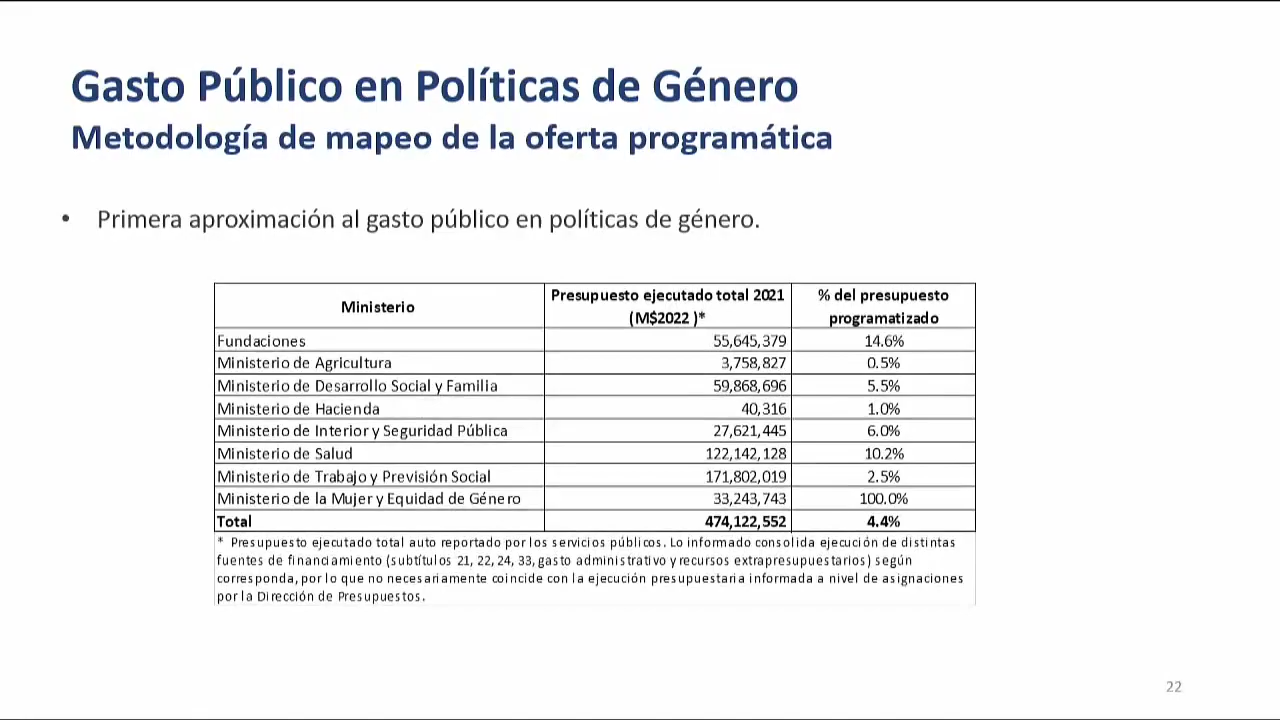 Gasto Público en Políticas de Género
Metodología de mapeo de la oferta programática
• Primera aproximación al gasto público en políticas de género.
Ministerio Presupuesto ejecutado total 2021 (M$2022 )* % del presupuesto programatizado
Fundaciones 55,645,379 14.6%
Ministerio de Agricultura 3,758,827 0.5%
Ministerio de Desarrollo Social y Familia 59,868,696 5.5%
Ministerio de Hacienda 40,316 1.0%
Ministerio de Interior y Seguridad Pública 27,621,445 6.0%
Ministerio de Salud 122,142,128 10.2%
Ministerio de Trabajo y Previsión Social 171,802,019 2.5%
Ministerio de la Mujer y Equidad de Género 33,243,743 100.0%
Total 474,122,552 4.4%
* Presupuesto ejecutado total auto reportado por los servicios públicos. Lo informado consolida ejecución de distintas
fuentes de financiamiento (subtítulos 21, 22, 24, 33, gasto administrativo y recursos extrapresupuestarios) según
corresponda, por lo que no necesariamente coincide con la ejecución presupuestaria informada a nivel de asignaciones
por la Dirección de Presupuestos.
22